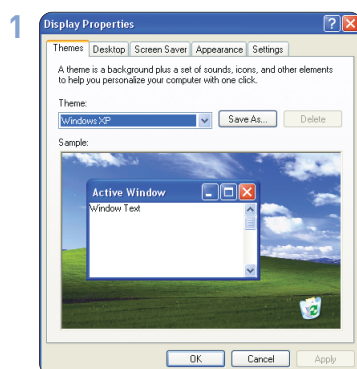 1
Display Properties
Themes Desktop Screen Saver Appearance Settings
A theme is a background plus a set of sounds, icons, and other elements
to help you personalize your computer with one click.
Theme:
Windows XP Save As... Delete
Sample:
Active Window
Window Text
OK Cancel Apply